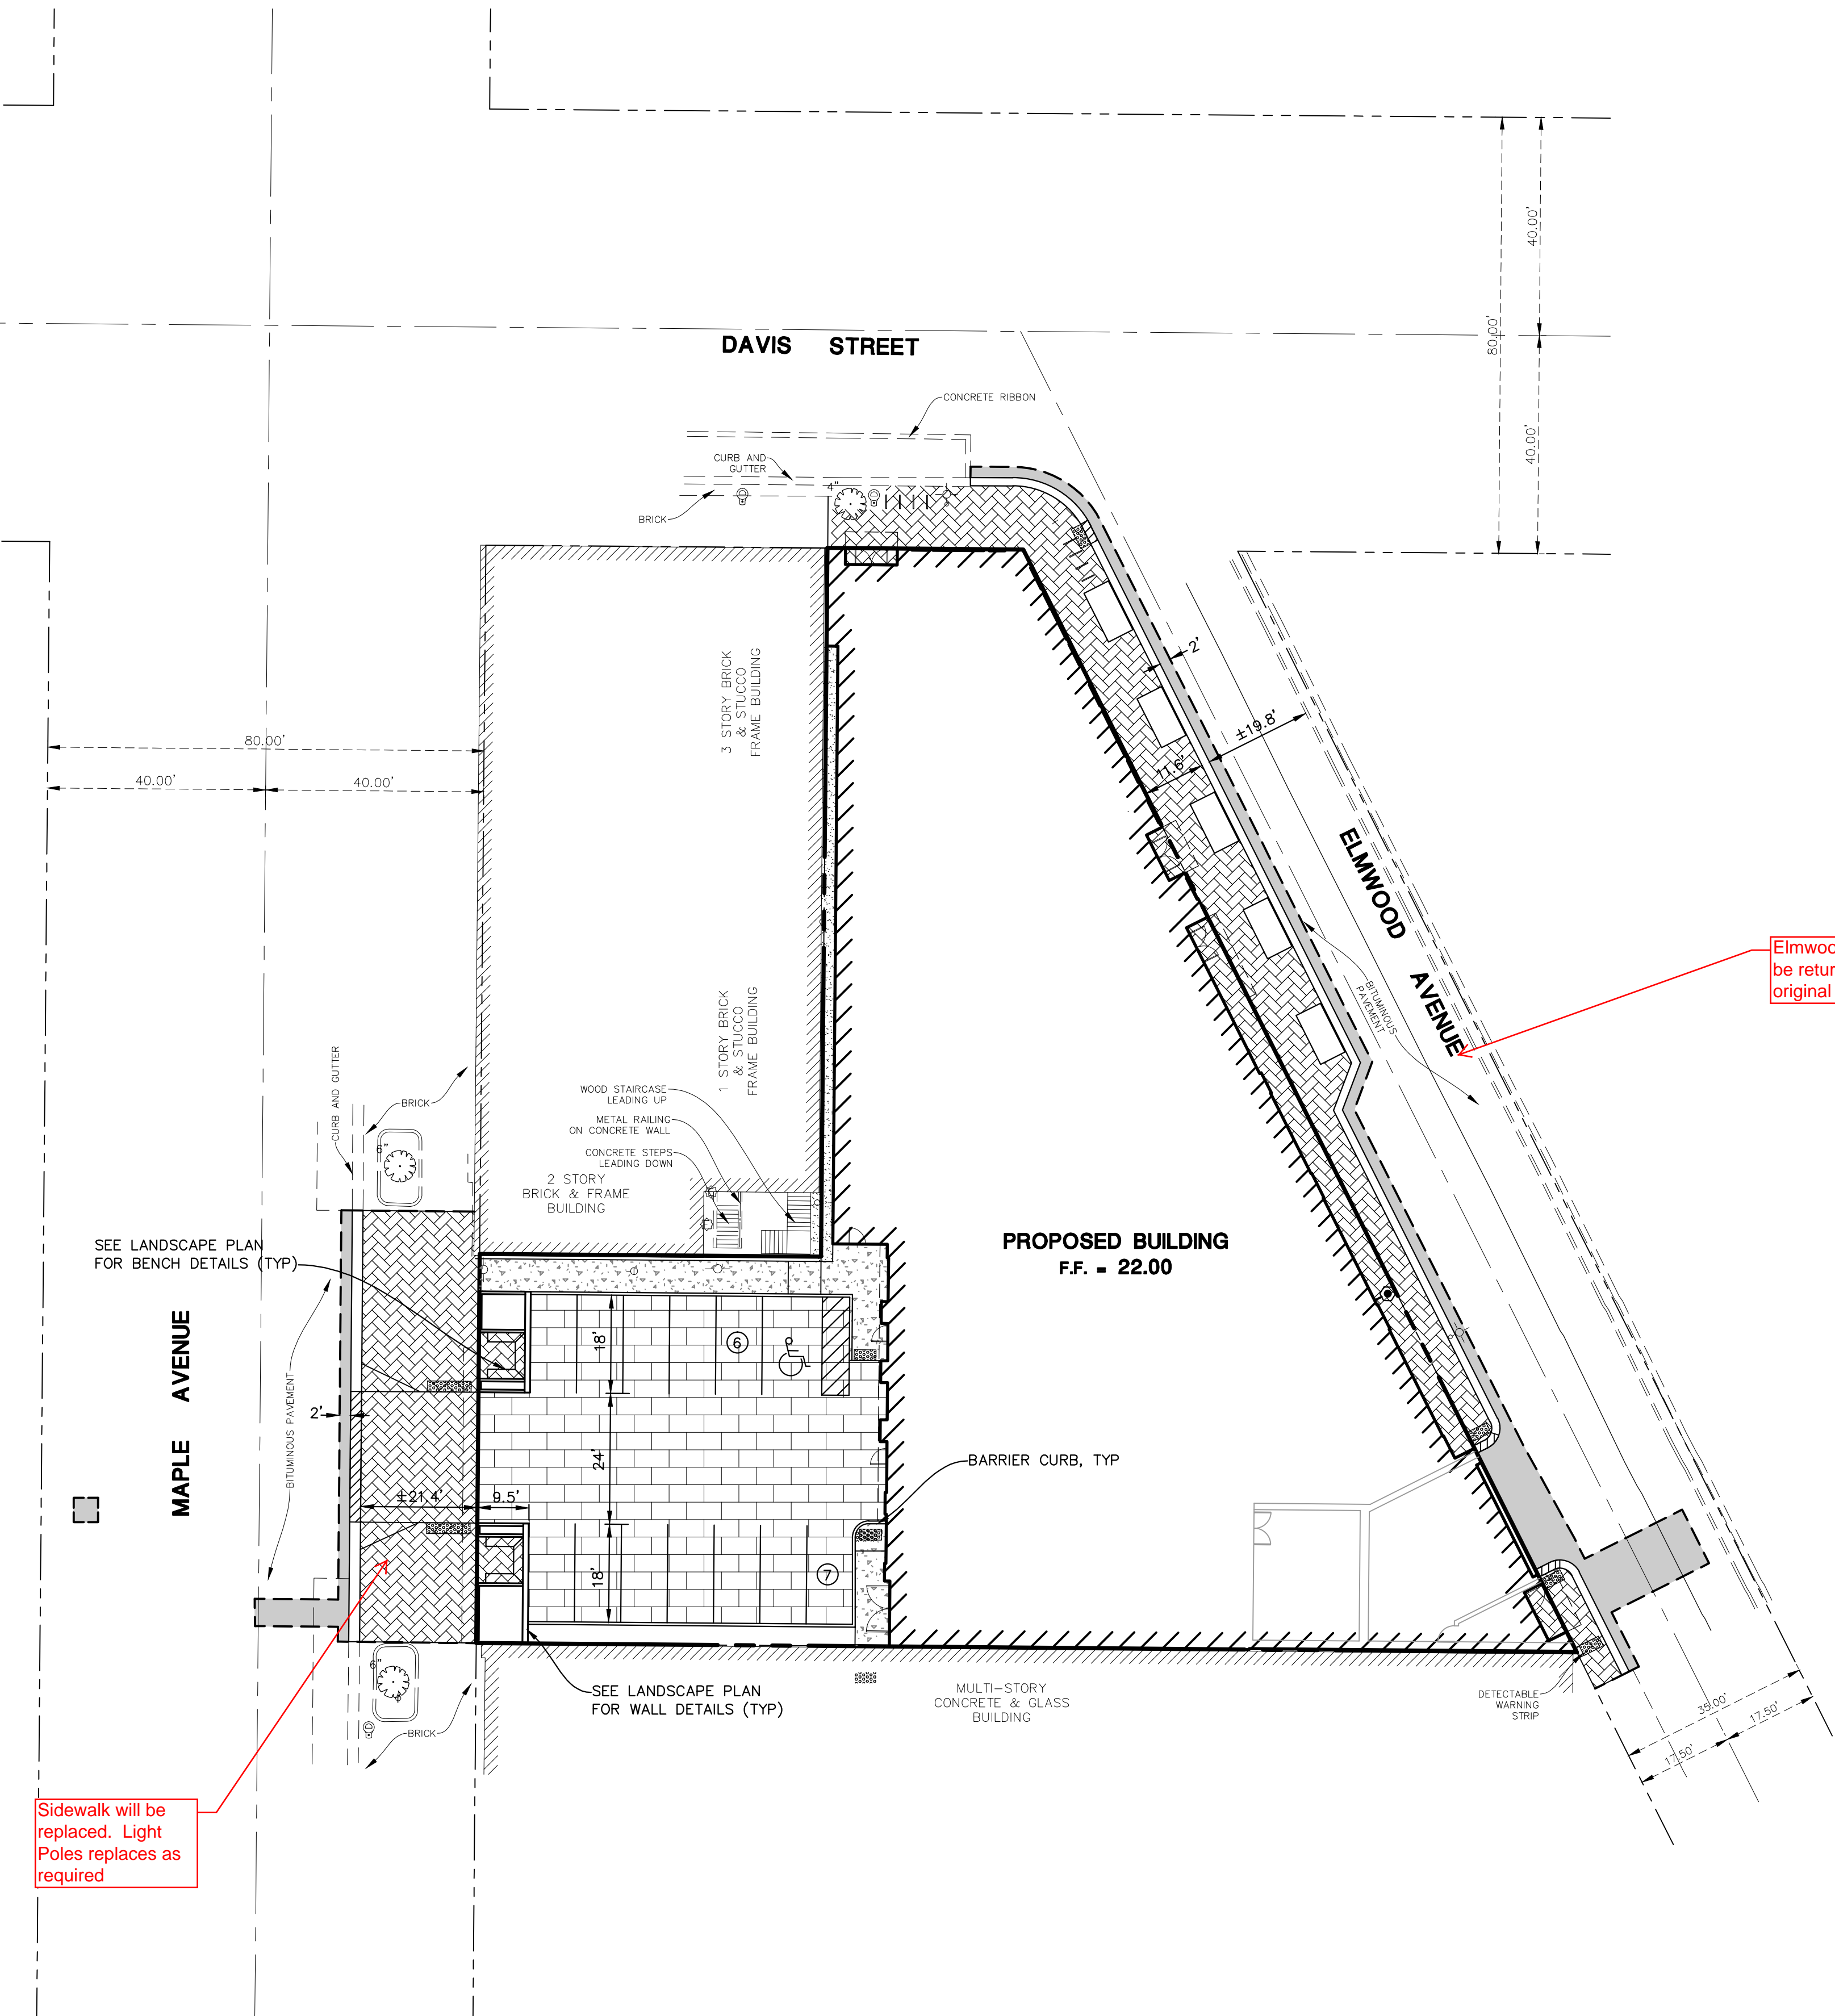 DAVIS STREET
CONCRETE RIBBON
CURB AND
GUTTER
4"
BRICK
40.00'
80.00'
40.00'
80.00'
40.00'
40.00'
3 STORY BRICK
& STUCCO
FRAME BUILDING
2'
±19.8'
11.6'
ELMWOOD AVENUE
BITUMINOUS
PAVEMENT
Elmwoo
be retur
original
1 STORY BRICK
& STUCCO
FRAME BUILDING
CURB AND GUTTER
BRICK
6"
WOOD STAIRCASE
LEADING UP
METAL RAILING
ON CONCRETE WALL
CONCRETE STEPS
LEADING DOWN
2 STORY
BRICK & FRAME
BUILDING
SEE LANDSCAPE PLAN
FOR BENCH DETAILS (TYP)
PROPOSED BUILDING
F.F. = 22.00
MAPLE AVENUE
BITUMINOUS PAVEMENT
18'
6
2'
24'
BARRIER CURB, TYP
±21.4'
9.5'
18'
7
6"
SEE LANDSCAPE PLAN
FOR WALL DETAILS (TYP)
MULTI-STORY
CONCRETE & GLASS
BUILDING
DETECTABLE
WARNING
STRIP
35.00'
17.50'
17.50'
BRICK
Sidewalk will be
replaced. Light
Poles replaces as
required